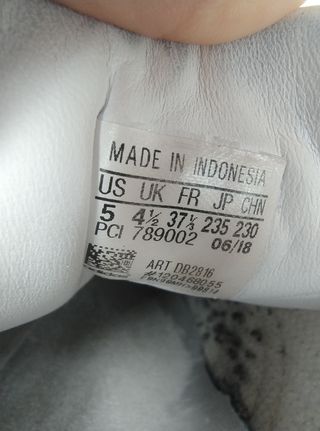 MADE IN INDONESIA
US UK FR JP CHN
5 4½ 37⅓ 235 230
PCI 789002 06/18
ART DB2816